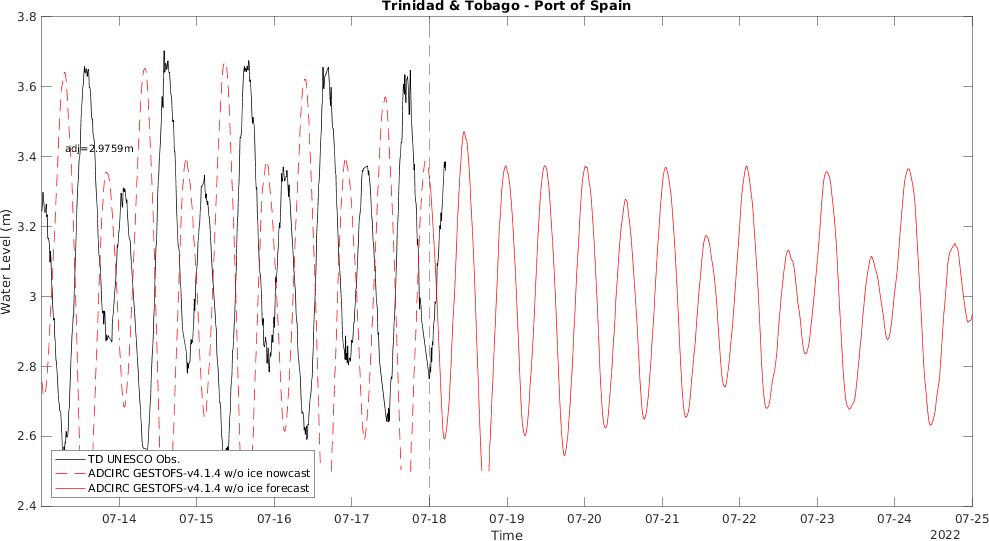 Trinidad & Tobago - Port of Spain
3.8
3.6
3.4
3.2
3
2.8
2.6
2.4
Water Level (m)
adj=2.9759m
TD UNESCO Obs.
ADCIRC GESTOFS-v4.1.4 w/o ice nowcast
ADCIRC GESTOFS-v4.1.4 w/o ice forecast
07-14 07-15 07-16 07-17 07-18 07-19 07-20 07-21 07-22 07-23 07-24 07-25
Time
2022